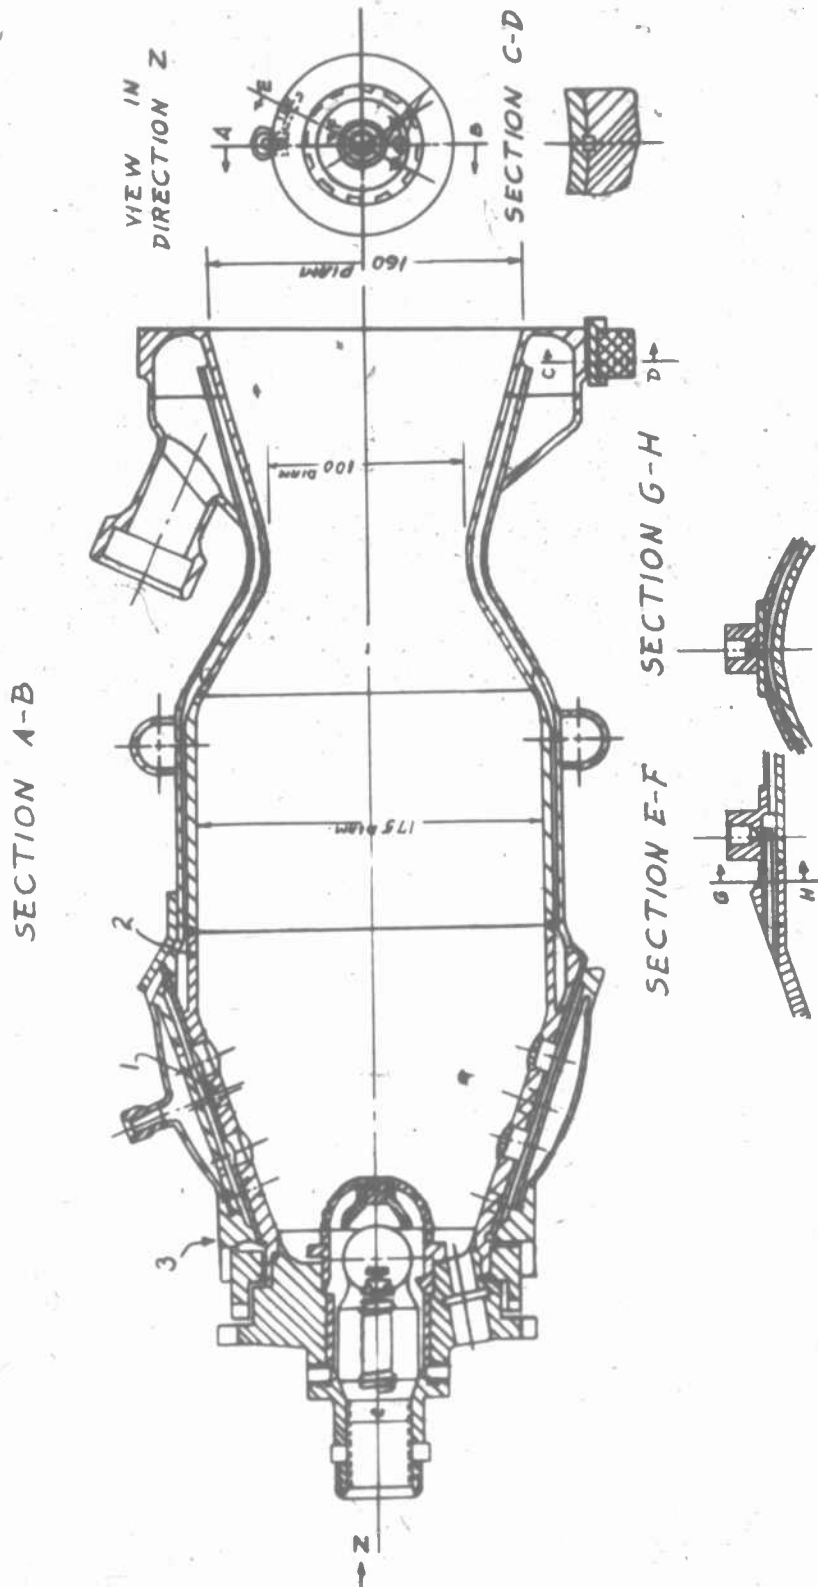 SECTION A-B
VIEW IN
DIRECTION Z
A
E
B
SECTION C-D
160
DIAM
C
D
100 DIAM
SECTION G-H
175 DIAM.
SECTION E-F
G
H
1
2
3
Z